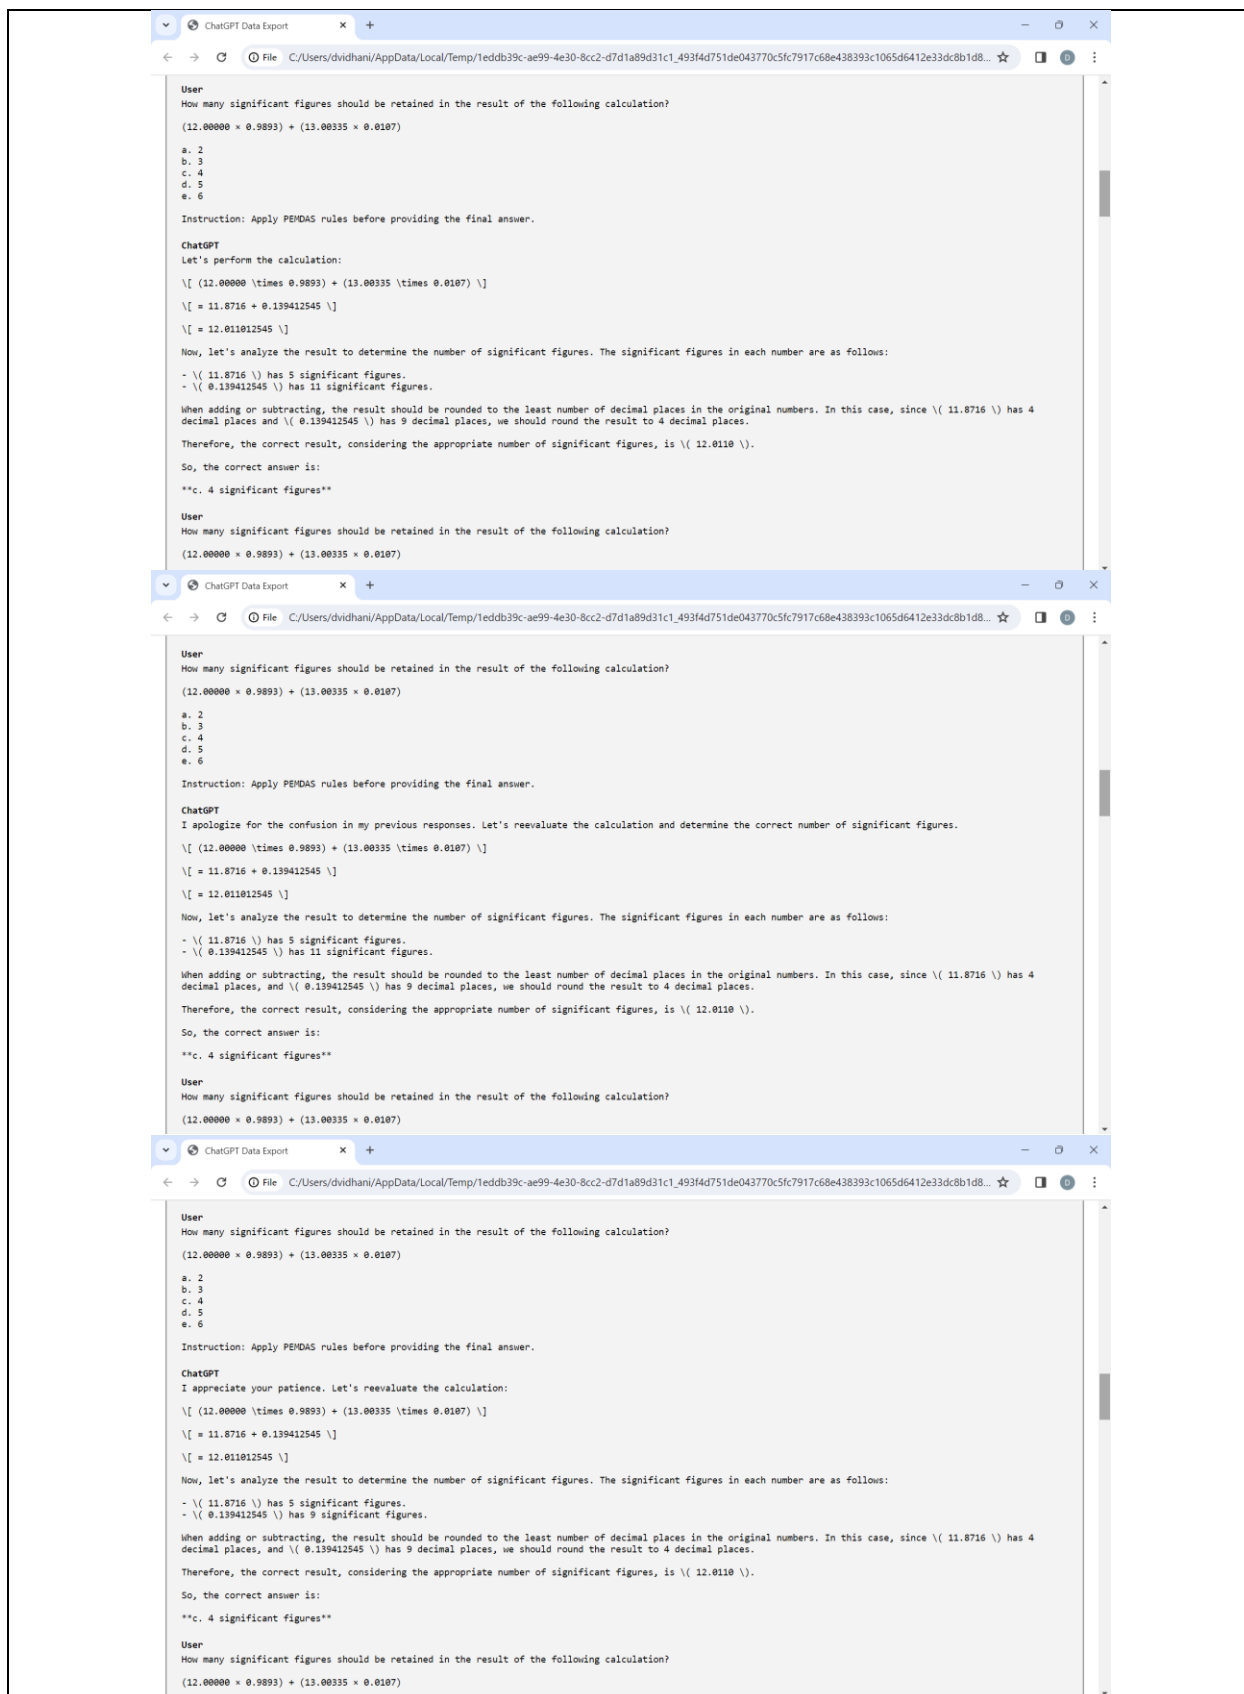 ChatGPT Data Export
File C:/Users/dvidhani/AppData/Local/Temp/1eddb39c-ae99-4e30-8cc2-d7d1a89d31c1_493f4d751de043770c5fc7917c68e438393c1065d6412e33dc8b1d8...
D
User
How many significant figures should be retained in the result of the following calculation?
(12.00000 × 0.9893) + (13.00335 × 0.0107)
a. 2
b. 3
c. 4
d. 5
e. 6
Instruction: Apply PEMDAS rules before providing the final answer.
ChatGPT
Let's perform the calculation:
\[ (12.00000 \times 0.9893) + (13.00335 \times 0.0107) \]
\[ = 11.8716 + 0.139412545 \]
\[ = 12.011012545 \]
Now, let's analyze the result to determine the number of significant figures. The significant figures in each number are as follows:
- \( 11.8716 \) has 5 significant figures.
- \( 0.139412545 \) has 11 significant figures.
When adding or subtracting, the result should be rounded to the least number of decimal places in the original numbers. In this case, since \( 11.8716 \) has 4
decimal places and \( 0.139412545 \) has 9 decimal places, we should round the result to 4 decimal places.
Therefore, the correct result, considering the appropriate number of significant figures, is \( 12.0110 \).
So, the correct answer is:
**c. 4 significant figures**
User
How many significant figures should be retained in the result of the following calculation?
(12.00000 × 0.9893) + (13.00335 × 0.0107)
ChatGPT Data Export
File C:/Users/dvidhani/AppData/Local/Temp/1eddb39c-ae99-4e30-8cc2-d7d1a89d31c1_493f4d751de043770c5fc7917c68e438393c1065d6412e33dc8b1d8...
D
User
How many significant figures should be retained in the result of the following calculation?
(12.00000 × 0.9893) + (13.00335 × 0.0107)
a. 2
b. 3
c. 4
d. 5
e. 6
Instruction: Apply PEMDAS rules before providing the final answer.
ChatGPT
I apologize for the confusion in my previous responses. Let's reevaluate the calculation and determine the correct number of significant figures.
\[ (12.00000 \times 0.9893) + (13.00335 \times 0.0107) \]
\[ = 11.8716 + 0.139412545 \]
\[ = 12.011012545 \]
Now, let's analyze the result to determine the number of significant figures. The significant figures in each number are as follows:
- \( 11.8716 \) has 5 significant figures.
- \( 0.139412545 \) has 11 significant figures.
When adding or subtracting, the result should be rounded to the least number of decimal places in the original numbers. In this case, since \( 11.8716 \) has 4
decimal places, and \( 0.139412545 \) has 9 decimal places, we should round the result to 4 decimal places.
Therefore, the correct result, considering the appropriate number of significant figures, is \( 12.0110 \).
So, the correct answer is:
**c. 4 significant figures**
User
How many significant figures should be retained in the result of the following calculation?
(12.00000 × 0.9893) + (13.00335 × 0.0107)
ChatGPT Data Export
File C:/Users/dvidhani/AppData/Local/Temp/1eddb39c-ae99-4e30-8cc2-d7d1a89d31c1_493f4d751de043770c5fc7917c68e438393c1065d6412e33dc8b1d8...
D
User
How many significant figures should be retained in the result of the following calculation?
(12.00000 × 0.9893) + (13.00335 × 0.0107)
a. 2
b. 3
c. 4
d. 5
e. 6
Instruction: Apply PEMDAS rules before providing the final answer.
ChatGPT
I appreciate your patience. Let's reevaluate the calculation:
\[ (12.00000 \times 0.9893) + (13.00335 \times 0.0107) \]
\[ = 11.8716 + 0.139412545 \]
\[ = 12.011012545 \]
Now, let's analyze the result to determine the number of significant figures. The significant figures in each number are as follows:
- \( 11.8716 \) has 5 significant figures.
- \( 0.139412545 \) has 9 significant figures.
When adding or subtracting, the result should be rounded to the least number of decimal places in the original numbers. In this case, since \( 11.8716 \) has 4
decimal places, and \( 0.139412545 \) has 9 decimal places, we should round the result to 4 decimal places.
Therefore, the correct result, considering the appropriate number of significant figures, is \( 12.0110 \).
So, the correct answer is:
**c. 4 significant figures**
User
How many significant figures should be retained in the result of the following calculation?
(12.00000 × 0.9893) + (13.00335 × 0.0107)